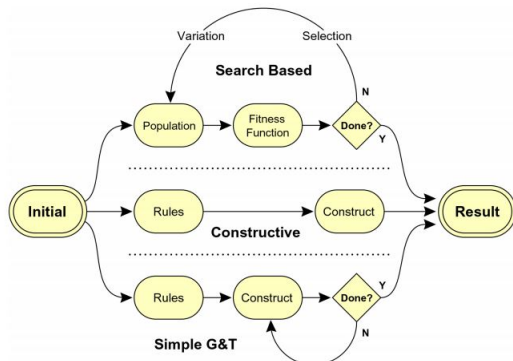 Variation
Selection
Search Based
N
Population
Fitness
Function
Done?
Y
Initial
Rules
Construct
Result
Constructive
Rules
Construct
Done?
Y
N
Simple G&T